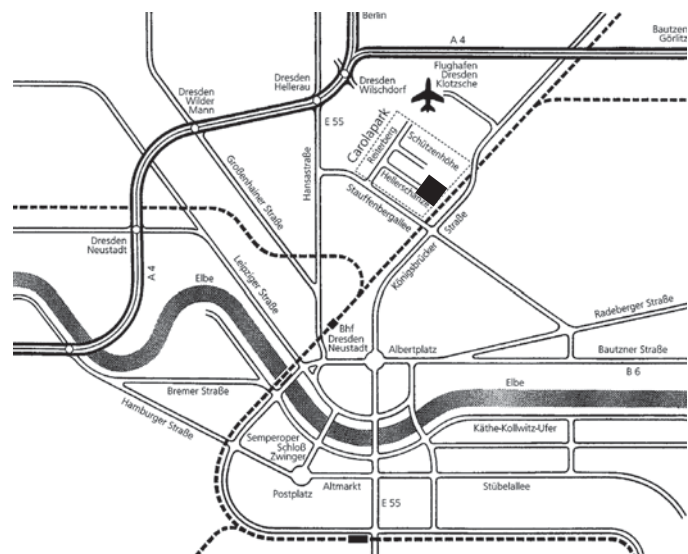 Berlin
A 4
Bautzen
Görlitz
Flughafen
Dresden
Klotzsche
Dresden
Hellerau
Dresden
Wilschdorf
Dresden
Wilder
Mann
E 55
Carolapark
Reiterberg
Schützenhöhe
Hellerschanze
Großenhainer Straße
Hansastraße
Stauffenbergallee
Königsbrücker
Straße
Dresden
Neustadt
A 4
Elbe
Leipziger Straße
Radeberger Straße
Bhf
Dresden
Neustadt
Albertplatz
Bautzner Straße
B 6
Bremer Straße
Elbe
Hamburger Straße
Semperoper
Schloß
Zwinger
Käthe-Kollwitz-Ufer
Postplatz
Altmarkt
Stübelallee
E 55